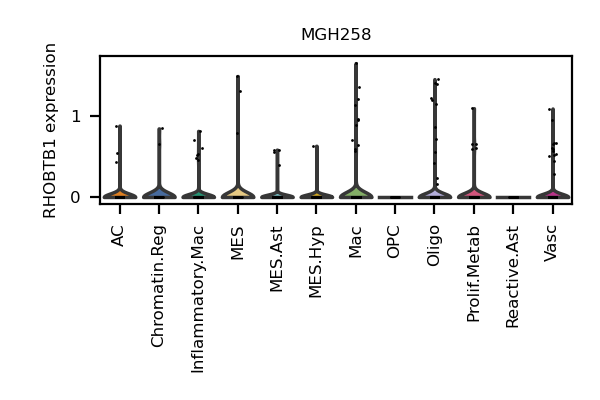 MGH258
RHOBTB1 expression
1
0
AC
Chromatin.Reg
Inflammatory.Mac
MES
MES.Ast
MES.Hyp
Mac
OPC
Oligo
Prolif.Metab
Reactive.Ast
Vasc